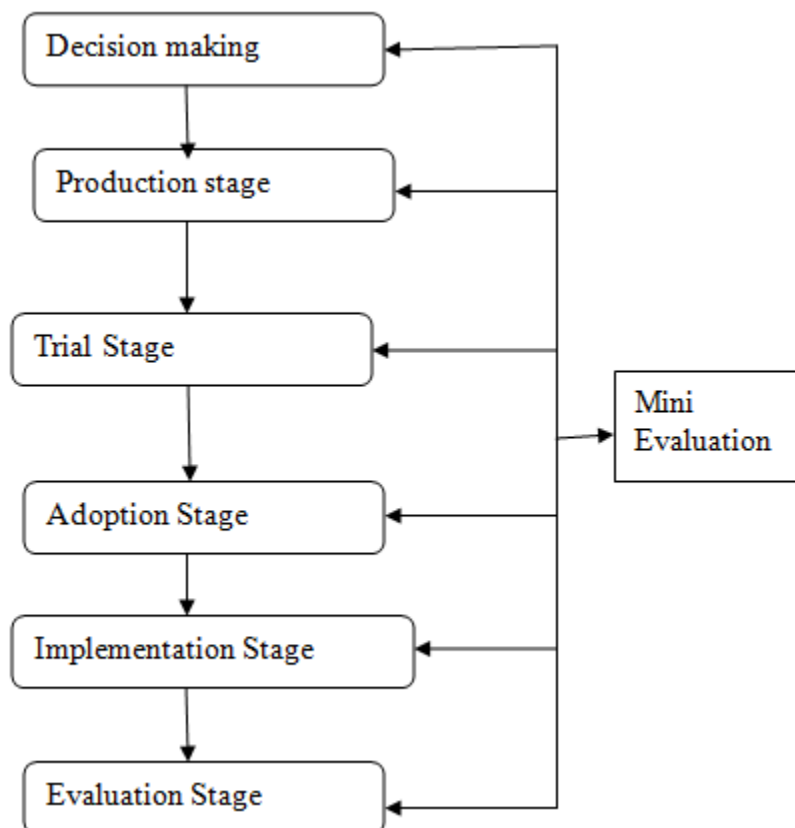 Decision making
Production stage
Trial Stage
Mini
Evaluation
Adoption Stage
Implementation Stage
Evaluation Stage